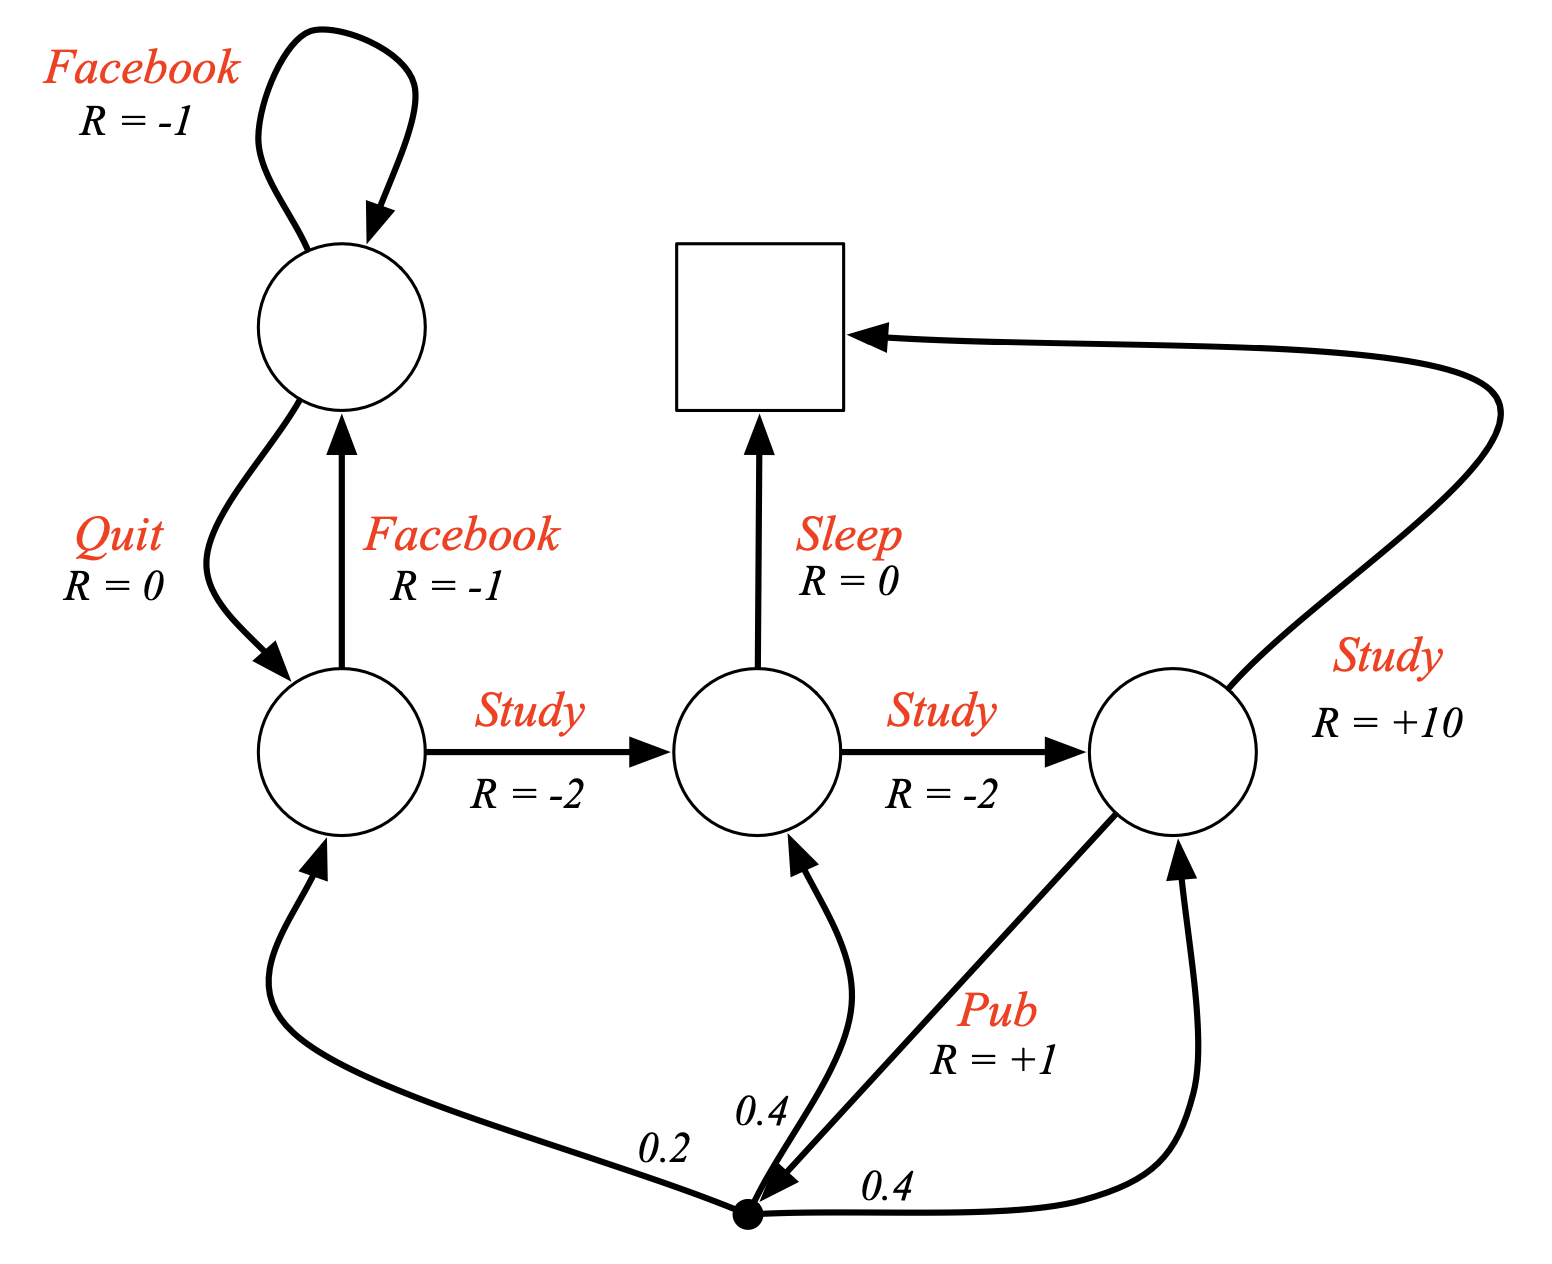 Facebook
R = -1
Quit
R = 0
Facebook
R = -1
Sleep
R = 0
Study
R = -2
Study
R = -2
Study
R = +10
Pub
R = +1
0.2
0.4
0.4